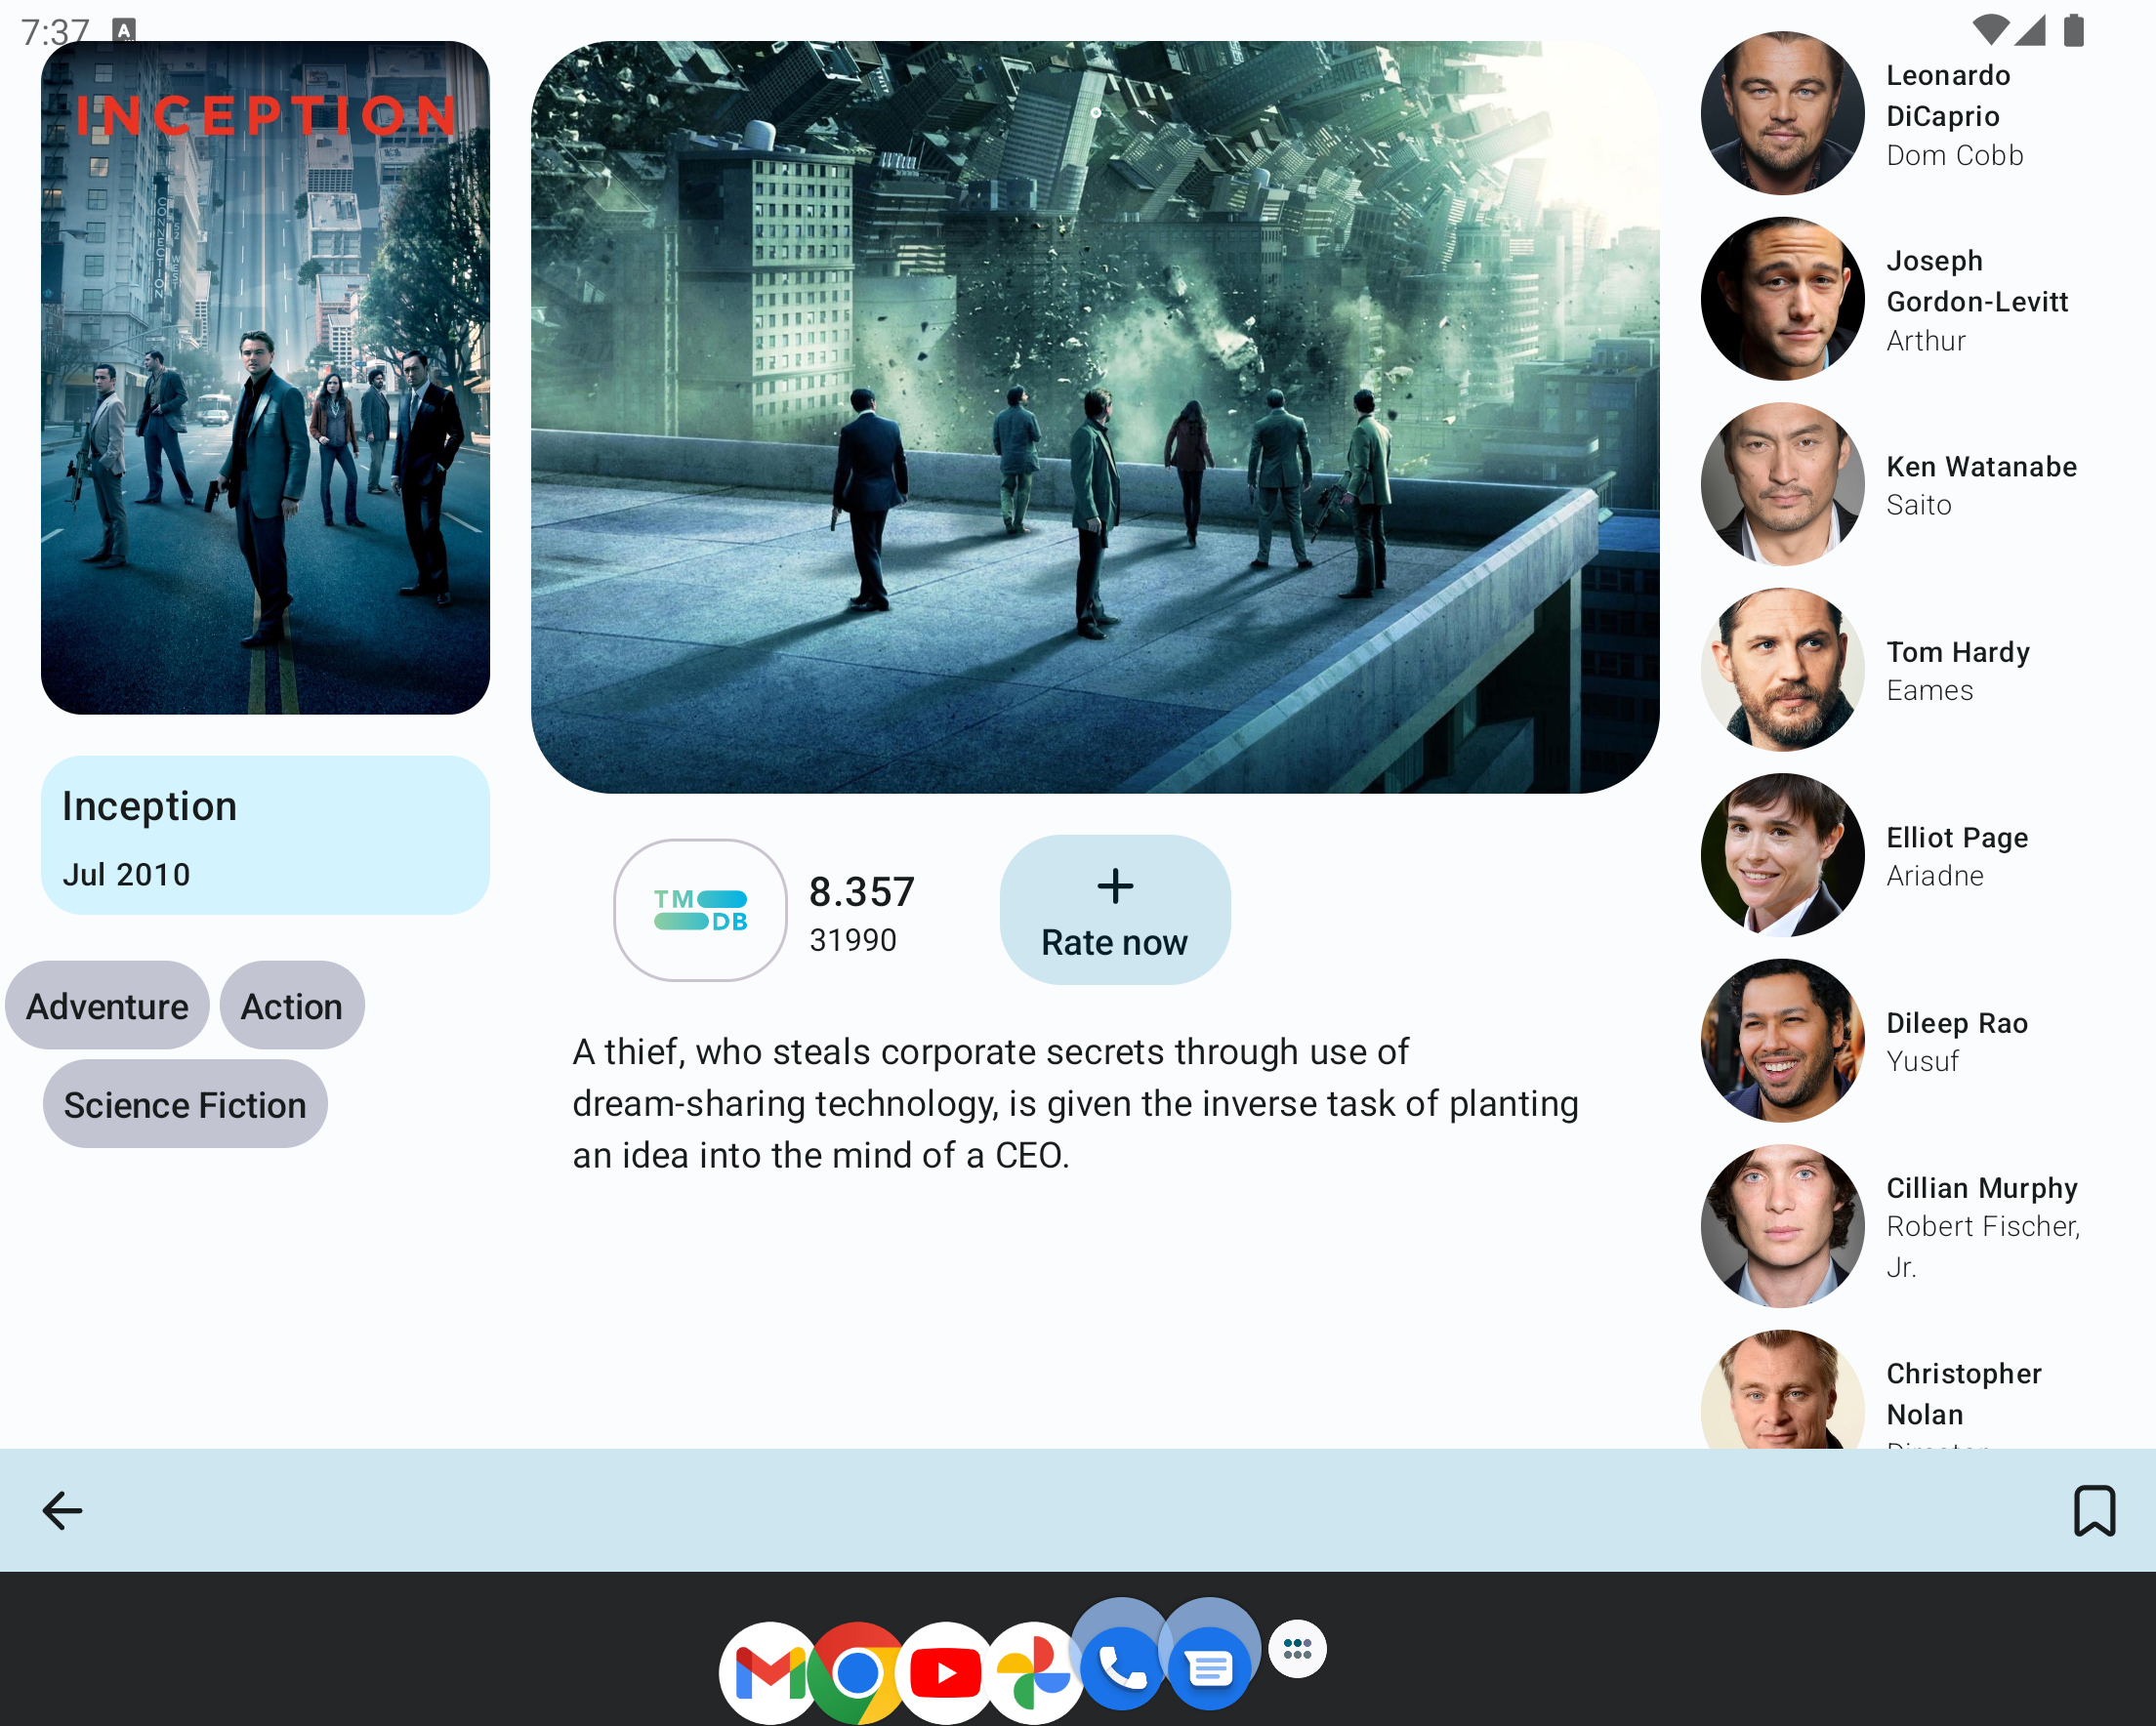 7:37
A
INCEPTION
CONNECTION
Inception
Jul 2010
Adventure
Action
Science Fiction
TM
DB
8.357
31990
Rate now
A thief, who steals corporate secrets through use of
dream-sharing technology, is given the inverse task of planting
an idea into the mind of a CEO.
Leonardo
DiCaprio
Dom Cobb
Joseph
Gordon-Levitt
Arthur
Ken Watanabe
Saito
Tom Hardy
Eames
Elliot Page
Ariadne
Dileep Rao
Yusuf
Cillian Murphy
Robert Fischer,
Jr.
Christopher
Nolan